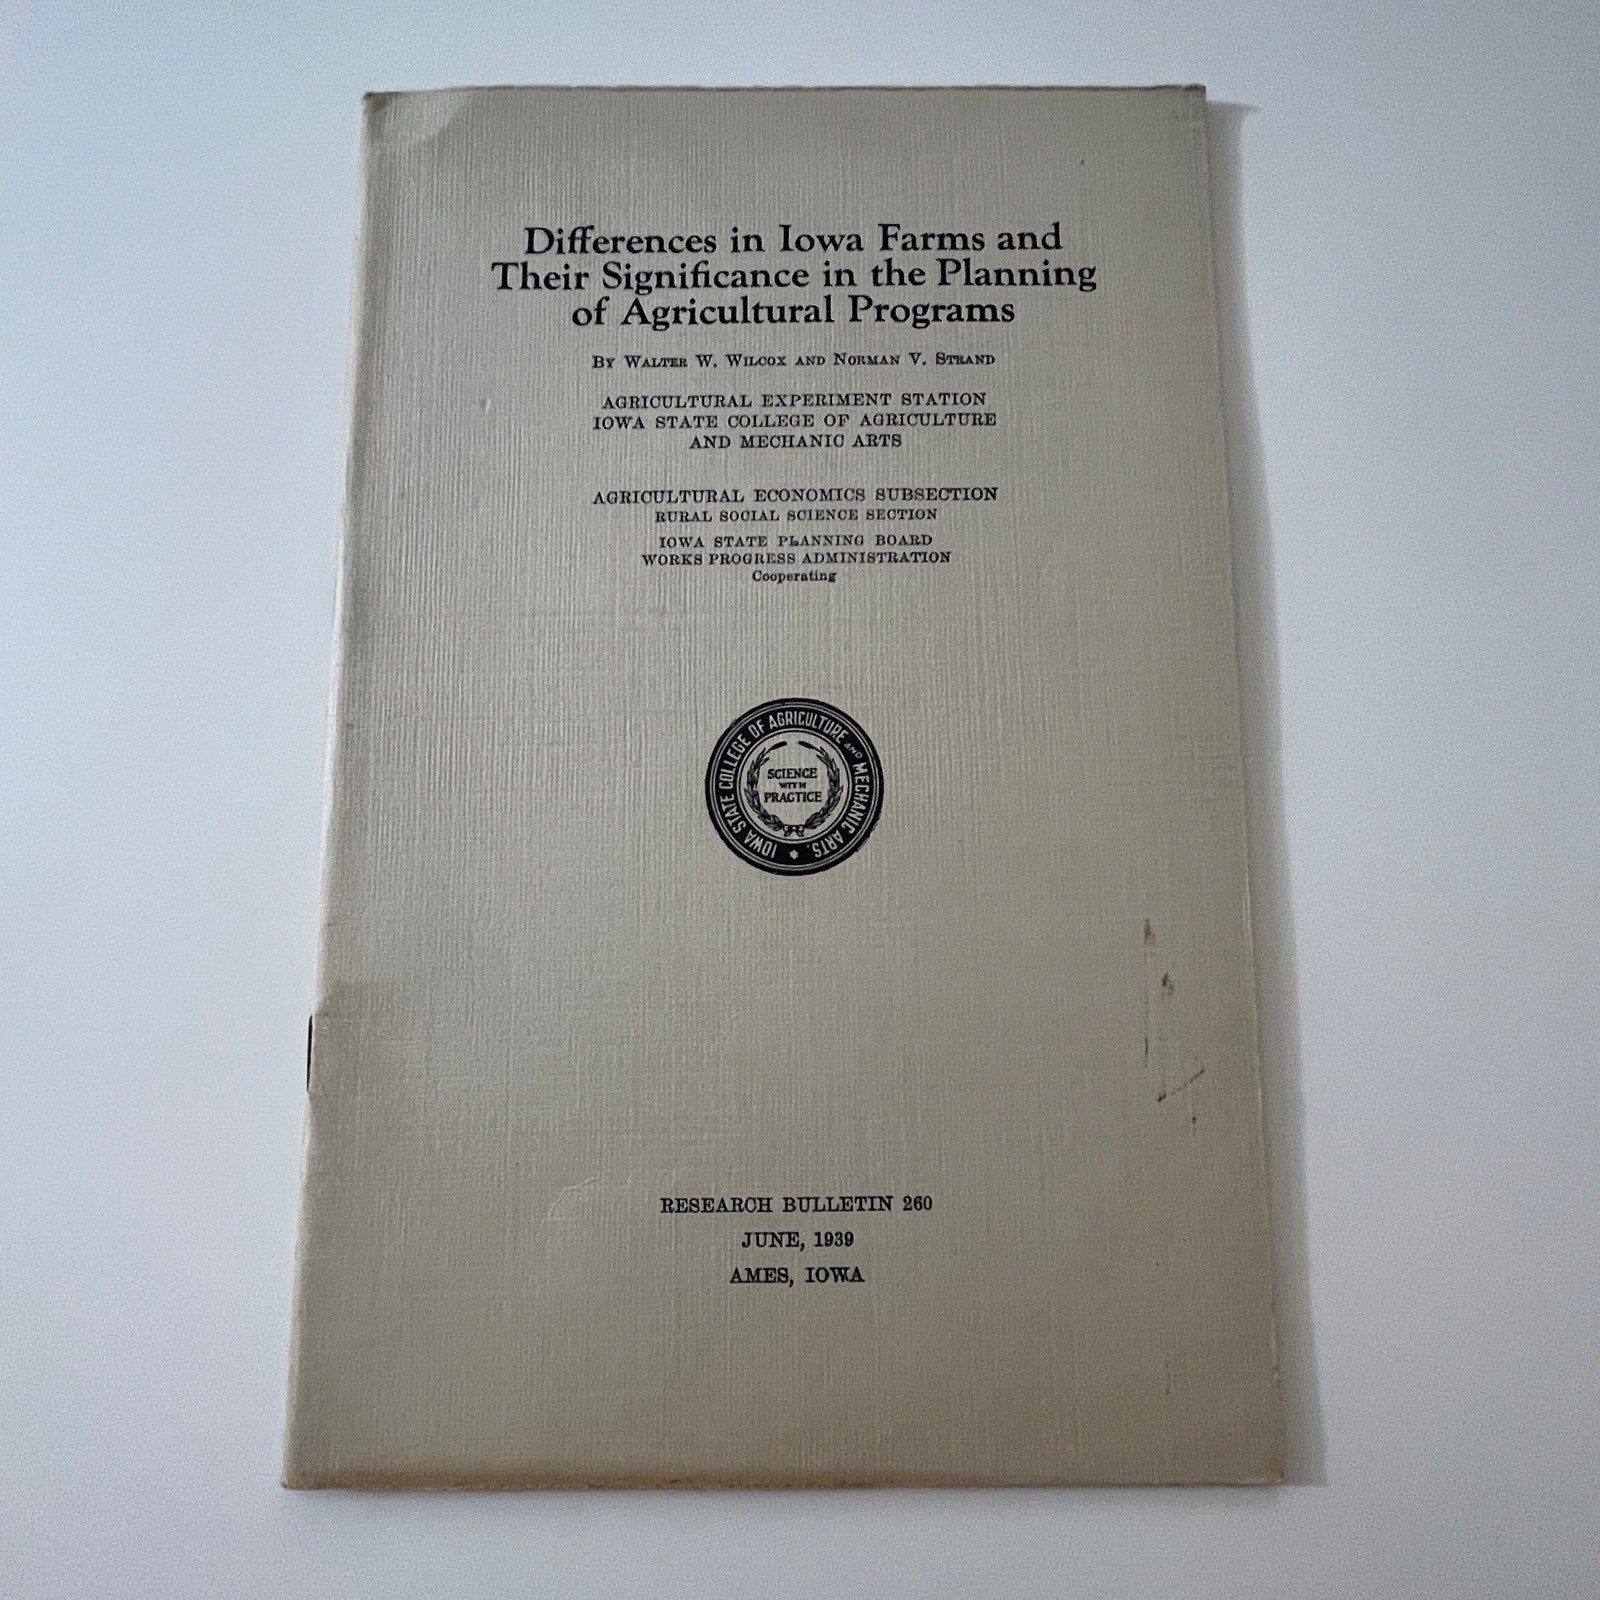 Differences in Iowa Farms and
Their Significance in the Planning
of Agricultural Programs
By Walter W. Wilcox and Norman V. Strand
AGRICULTURAL EXPERIMENT STATION
IOWA STATE COLLEGE OF AGRICULTURE
AND MECHANIC ARTS
AGRICULTURAL ECONOMICS SUBSECTION
RURAL SOCIAL SCIENCE SECTION
IOWA STATE PLANNING BOARD
WORKS PROGRESS ADMINISTRATION
Cooperating
IOWA STATE COLLEGE OF AGRICULTURE AND MECHANIC ARTS.
SCIENCE
WITH
PRACTICE
RESEARCH BULLETIN 260
JUNE, 1939
AMES, IOWA